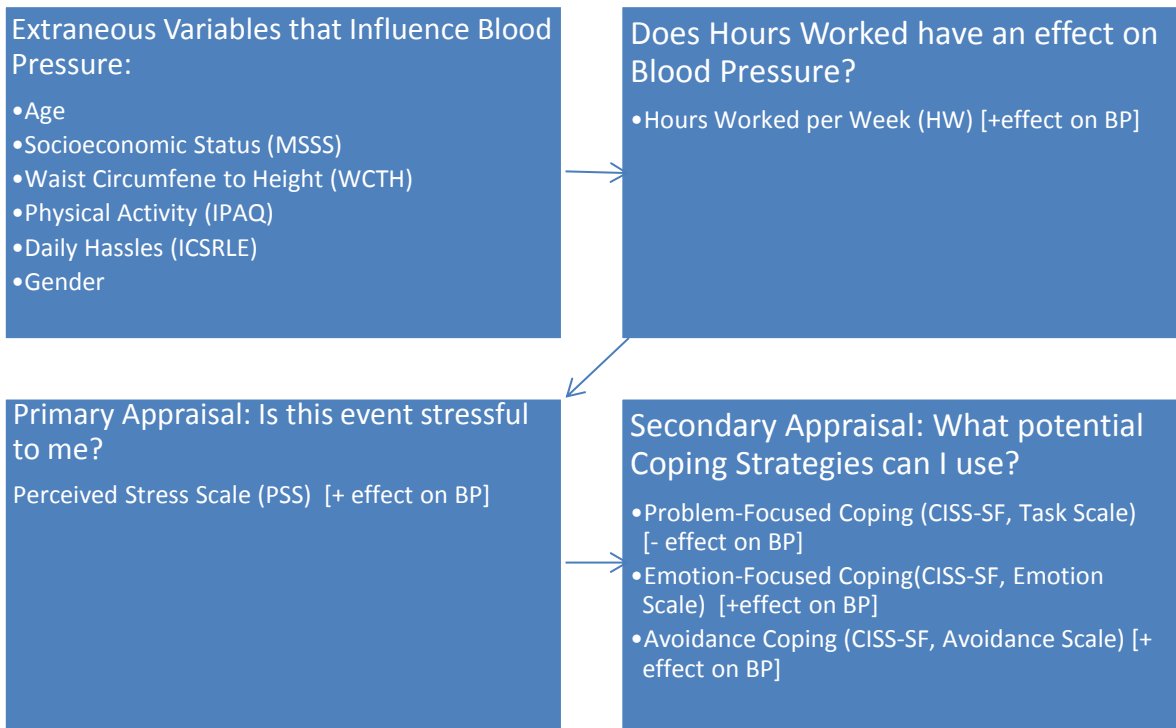 Extraneous Variables that Influence Blood
Pressure:
•Age
•Socioeconomic Status (MSSS)
•Waist Circumfene to Height (WCTH)
•Physical Activity (IPAQ)
•Daily Hassles (ICSRLE)
•Gender
Does Hours Worked have an effect on
Blood Pressure?
•Hours Worked per Week (HW) [+effect on BP]
Primary Appraisal: Is this event stressful
to me?
Perceived Stress Scale (PSS) [+ effect on BP]
Secondary Appraisal: What potential
Coping Strategies can I use?
•Problem-Focused Coping (CISS-SF, Task Scale)
[- effect on BP]
•Emotion-Focused Coping(CISS-SF, Emotion
Scale) [+effect on BP]
•Avoidance Coping (CISS-SF, Avoidance Scale) [+
effect on BP]